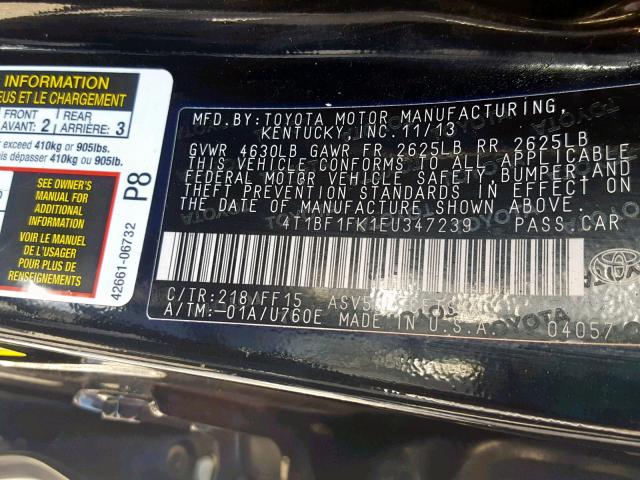 INFORMATION
EUS ET LE CHARGEMENT
FRONT
AVANT: 2
REAR
ARRIÈRE: 3
exceed 410kg or 905lbs.
dépasser 410kg ou 905lb.
SEE OWNER'S
MANUAL FOR
ADDITIONAL
INFORMATION
VOIR LE MANUEL
DE L'USAGER
POUR PLUS DE
RENSEIGNEMENTS
P8
42661-06732
MFD.BY:TOYOTA MOTOR MANUFACTURING,
KENTUCKY,INC.11/13
GVWR 4630LB GAWR FR 2625LB RR 2625LB
THIS VEHICLE CONFORMS TO ALL APPLICABLE
FEDERAL MOTOR VEHICLE SAFETY, BUMPER,AND
THEFT PREVENTION STANDARDS IN EFFECT ON
THE DATE OF MANUFACTURE SHOWN ABOVE.
4T1BF1FK1EU347239 PASS.CAR
C/TR:218/FF15
A/TM:-01A/U760E MADE IN U.S.A. 04057
TOYOTA